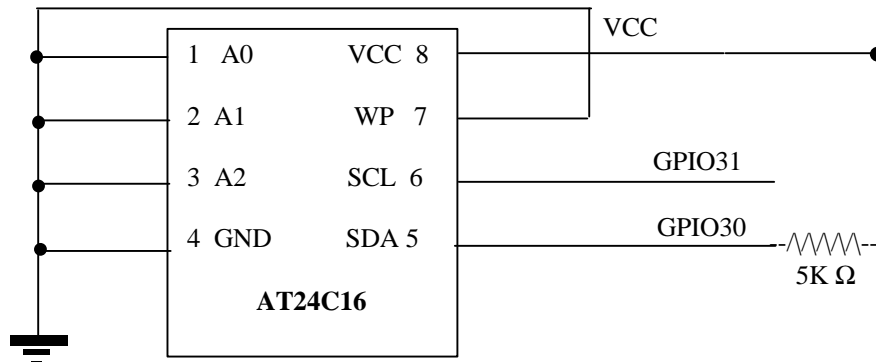 VCC
1 A0 VCC 8
2 A1 WP 7
3 A2 SCL 6
GPIO31
4 GND SDA 5
GPIO30
5K Ω
AT24C16